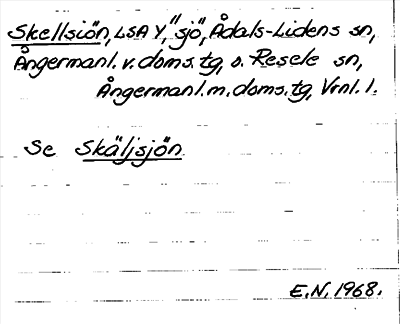 Skellsiön, LSA Y, "sjö", Ådals-Lidens sn,
Ångermanl. v. doms. tg, o. Resele sn,
Ångermanl. m. doms. tg, Vrnl. 1.
Se Skäljsjön
E.N. 1968.